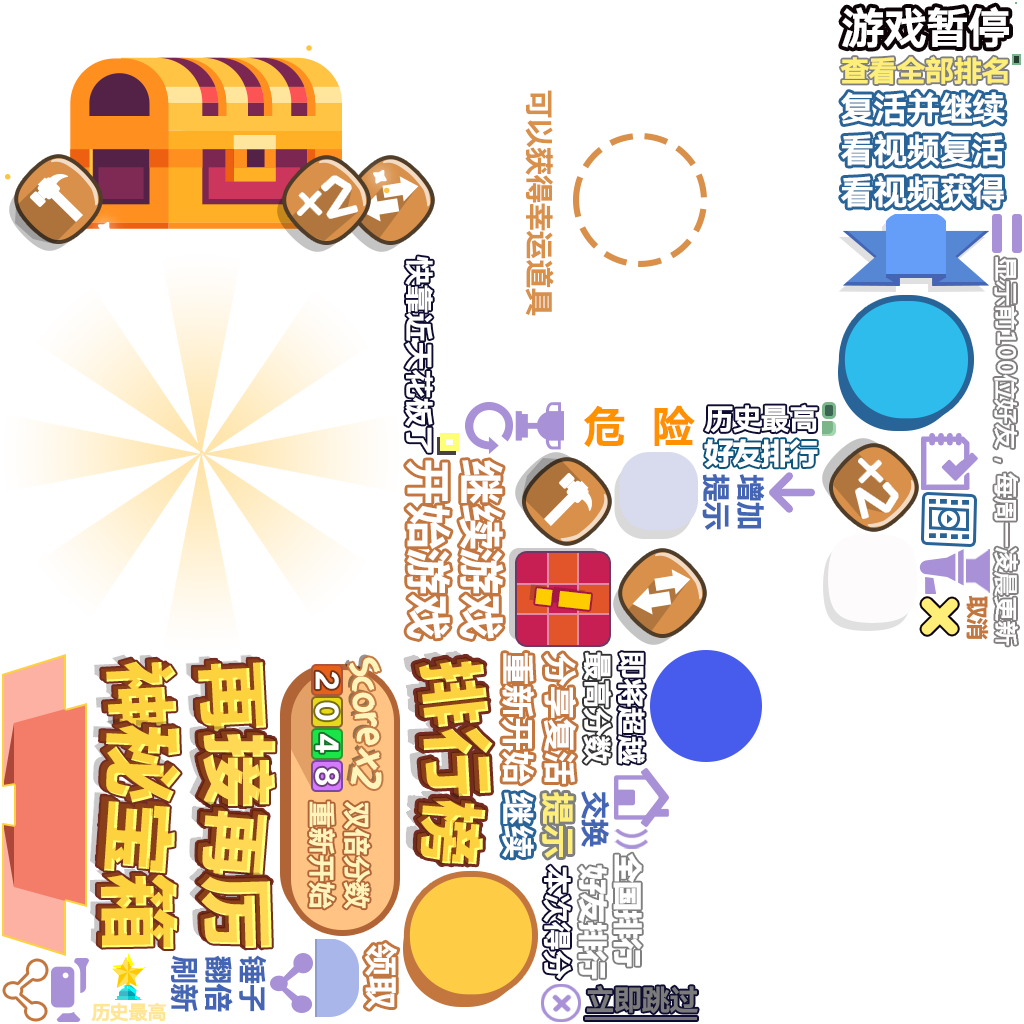 游戏暂停
查看全部排名
复活并继续
看视频复活
看视频获得
可以获得幸运道具
×2
快靠近天花板了
显示前100位好友，每周一凌晨更新
危 险
历史最高
好友排行
增加
提示
×2
继续游戏
开始游戏
取消
神秘宝箱
再接再厉
Score×2
2048
双倍分数
重新开始
排行榜
即将超越
最高分数
分享复活
重新开始
交换
提示
继续
全国排行
好友排行
本次得分
领取
锤子
翻倍
刷新
历史最高
立即跳过